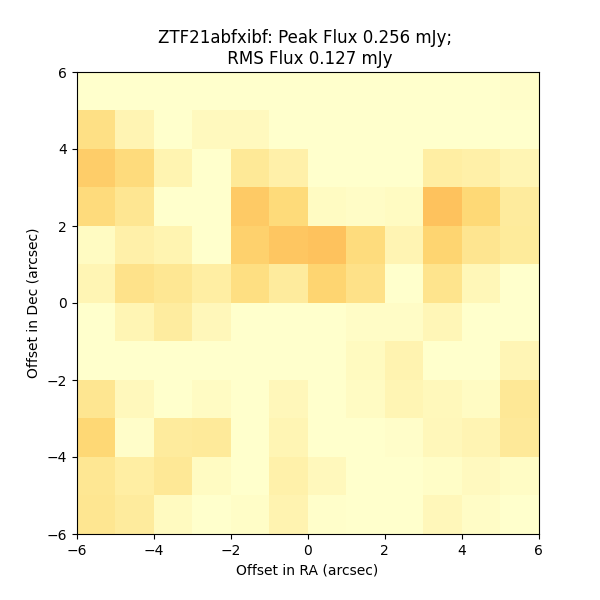 ZTF21abfxibf: Peak Flux 0.256 mJy;
RMS Flux 0.127 mJy
6
4
2
0
−2
−4
−6
Offset in Dec (arcsec)
−6 −4 −2 0 2 4 6
Offset in RA (arcsec)